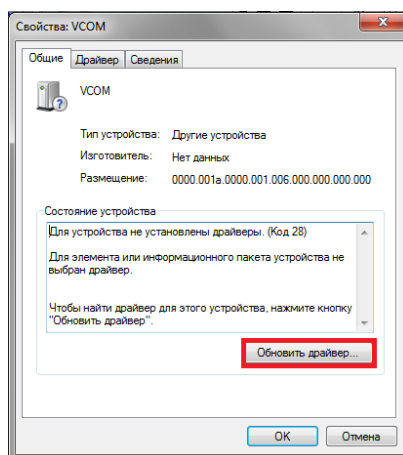 Свойства: VCOM
Общие Драйвер Сведения
VCOM
Тип устройства: Другие устройства
Изготовитель: Нет данных
Размещение: 0000.001a.0000.001.006.000.000.000.000
Состояние устройства
Для устройства не установлены драйверы. (Код 28)
Для элемента или информационного пакета устройства не
выбран драйвер.
Чтобы найти драйвер для этого устройства, нажмите кнопку
"Обновить драйвер".
Обновить драйвер...
OK Отмена